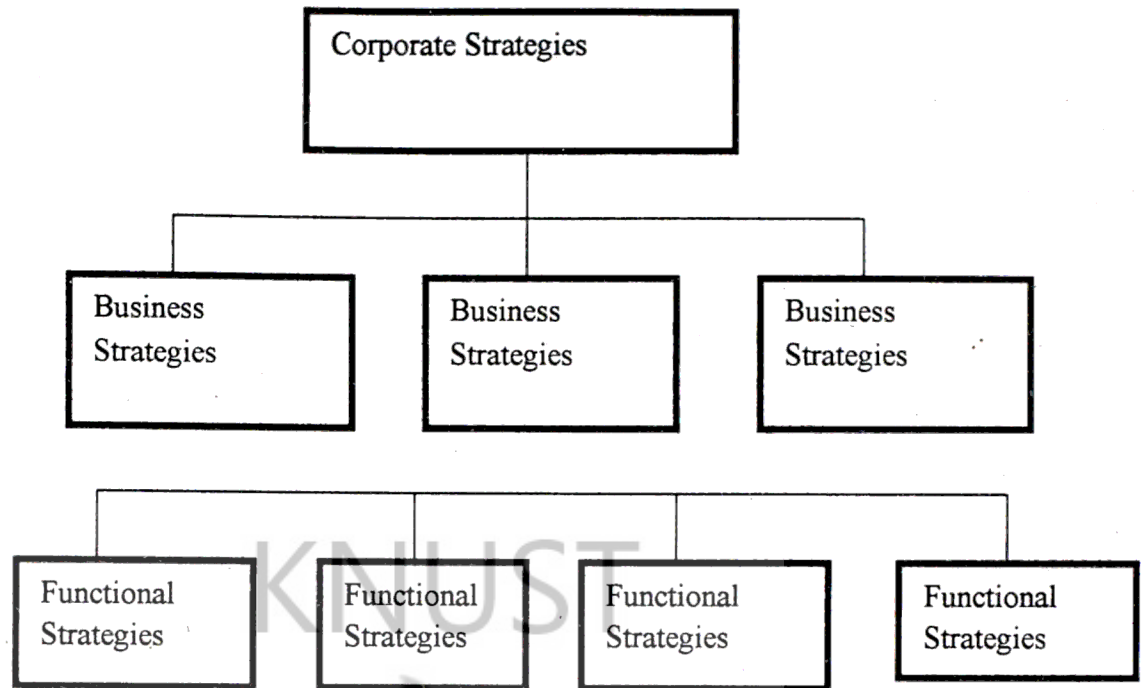 Corporate Strategies
Business
Strategies
Business
Strategies
Business
Strategies
KNUST
Functional
Strategies
Functional
Strategies
Functional
Strategies
Functional
Strategies